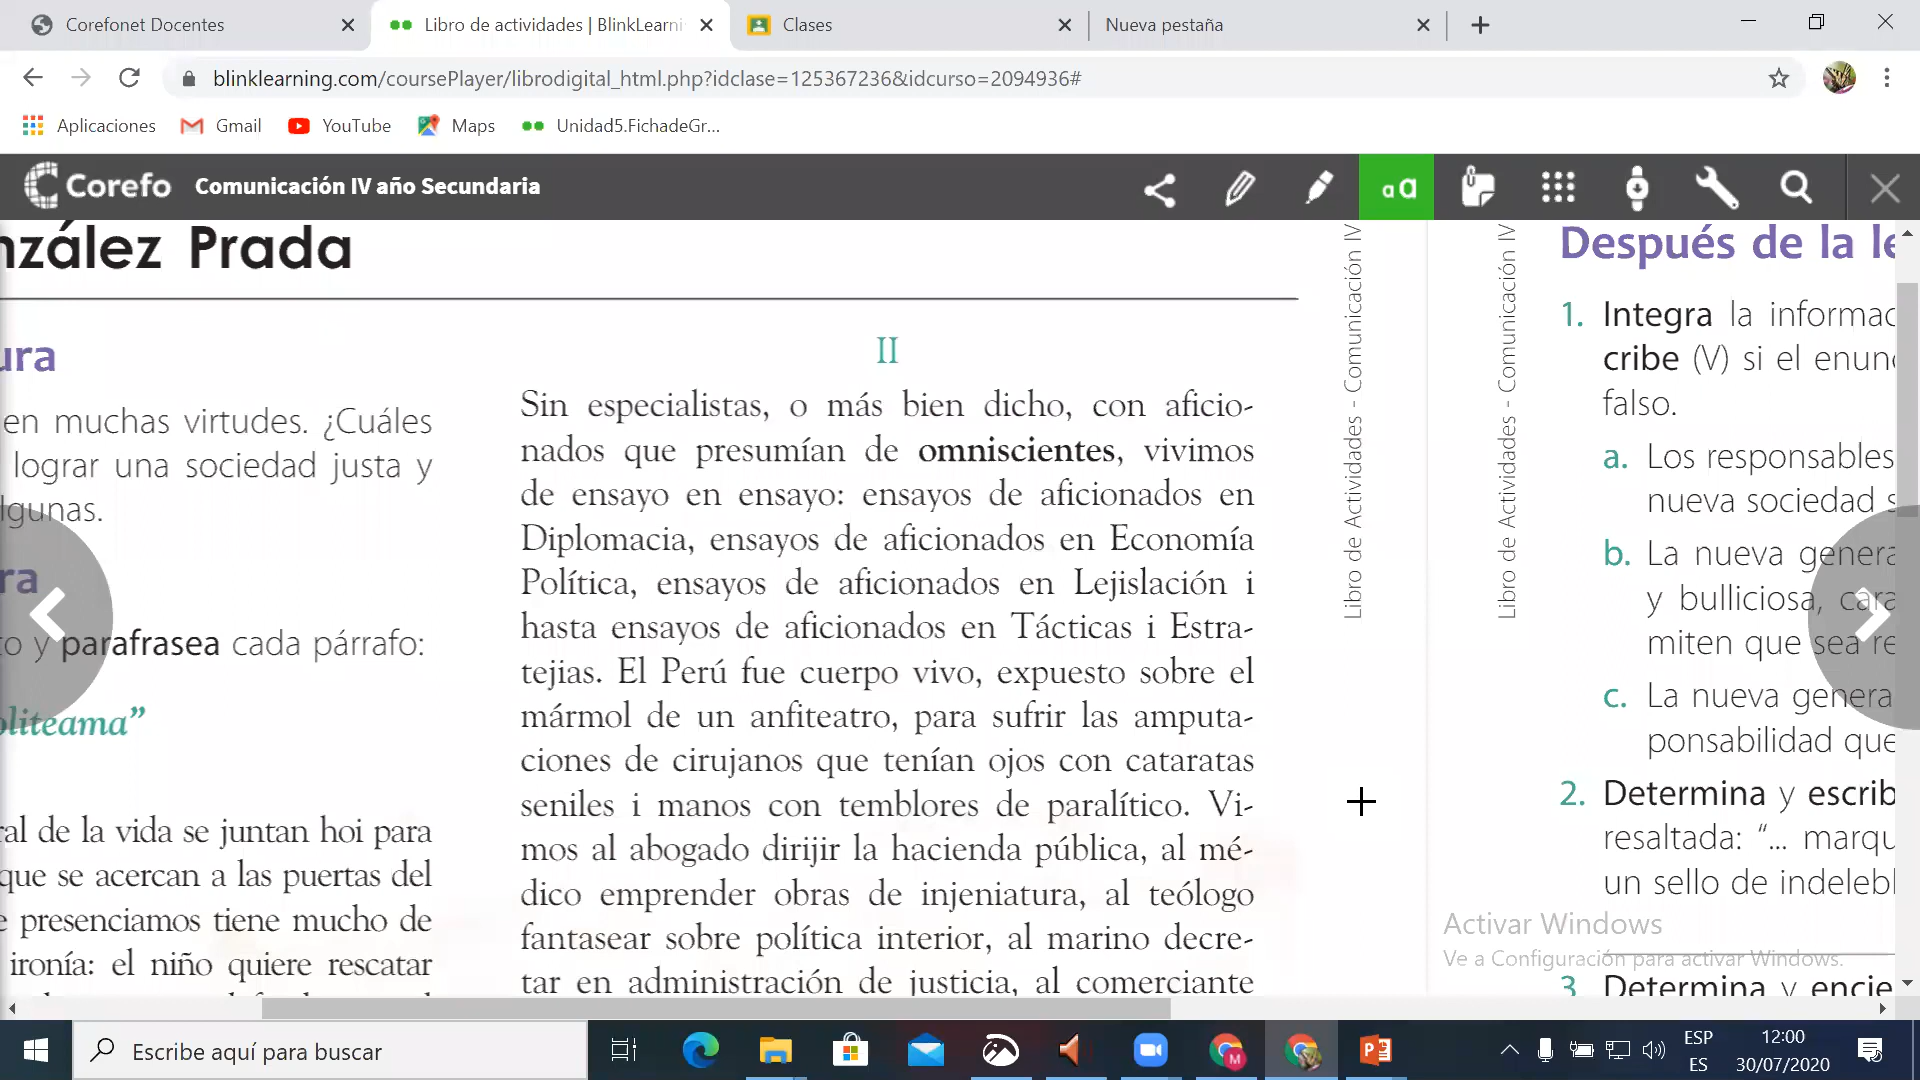 Corefonet Docentes
Libro de actividades | BlinkLearni
Clases
Nueva pestaña
blinklearning.com/coursePlayer/librodigital_html.php?idclase=125367236&idcurso=2094936#
Aplicaciones
Gmail
YouTube
Maps
Unidad5.FichadeGr...
Corefo
Comunicación IV año Secundaria
aa
nzález Prada
ura
en muchas virtudes. ¿Cuáles
lograr una sociedad justa y
lgunas.
ra
to y parafrasea cada párrafo:
oliteama”
ral de la vida se juntan hoi para
que se acercan a las puertas del
e presenciamos tiene mucho de
ironía: el niño quiere rescatar
II
Sin especialistas, o más bien dicho, con aficio-
nados que presumían de omniscientes, vivimos
de ensayo en ensayo: ensayos de aficionados en
Diplomacia, ensayos de aficionados en Economía
Política, ensayos de aficionados en Lejislación i
hasta ensayos de aficionados en Tácticas i Estra-
tejias. El Perú fue cuerpo vivo, expuesto sobre el
mármol de un anfiteatro, para sufrir las amputa-
ciones de cirujanos que tenían ojos con cataratas
seniles i manos con temblores de paralítico. Vi-
mos al abogado dirijir la hacienda pública, al mé-
dico emprender obras de injeniatura, al teólogo
fantasear sobre política interior, al marino decre-
tar en administración de justicia, al comerciante
Libro de Actividades - Comunicación IV
Libro de Actividades - Comunicación IV
Después de la le
1. Integra la informac
cribe (V) si el enunc
falso.
a. Los responsables
nueva sociedad s
b. La nueva genera
y bulliciosa, cara
miten que sea re
c. La nueva genera
ponsabilidad que
2. Determina y escrib
resaltada: “... marqu
un sello de indelebl
3. Determina y encie
Activar Windows
Ve a Configuración para activar Windows.
Escribe aquí para buscar
M
ESP
ES
12:00
30/07/2020